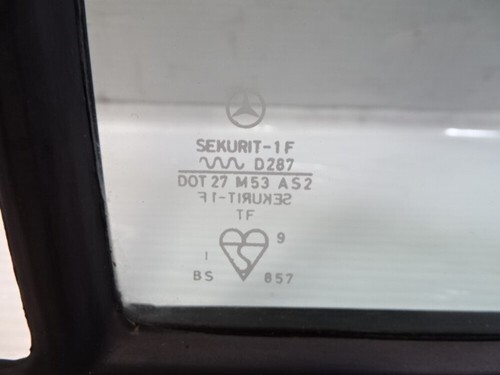 SEKURIT-1F
D287
DOT 27 M53 AS2
SEKURIT-1F
TF
1 9
BS 857